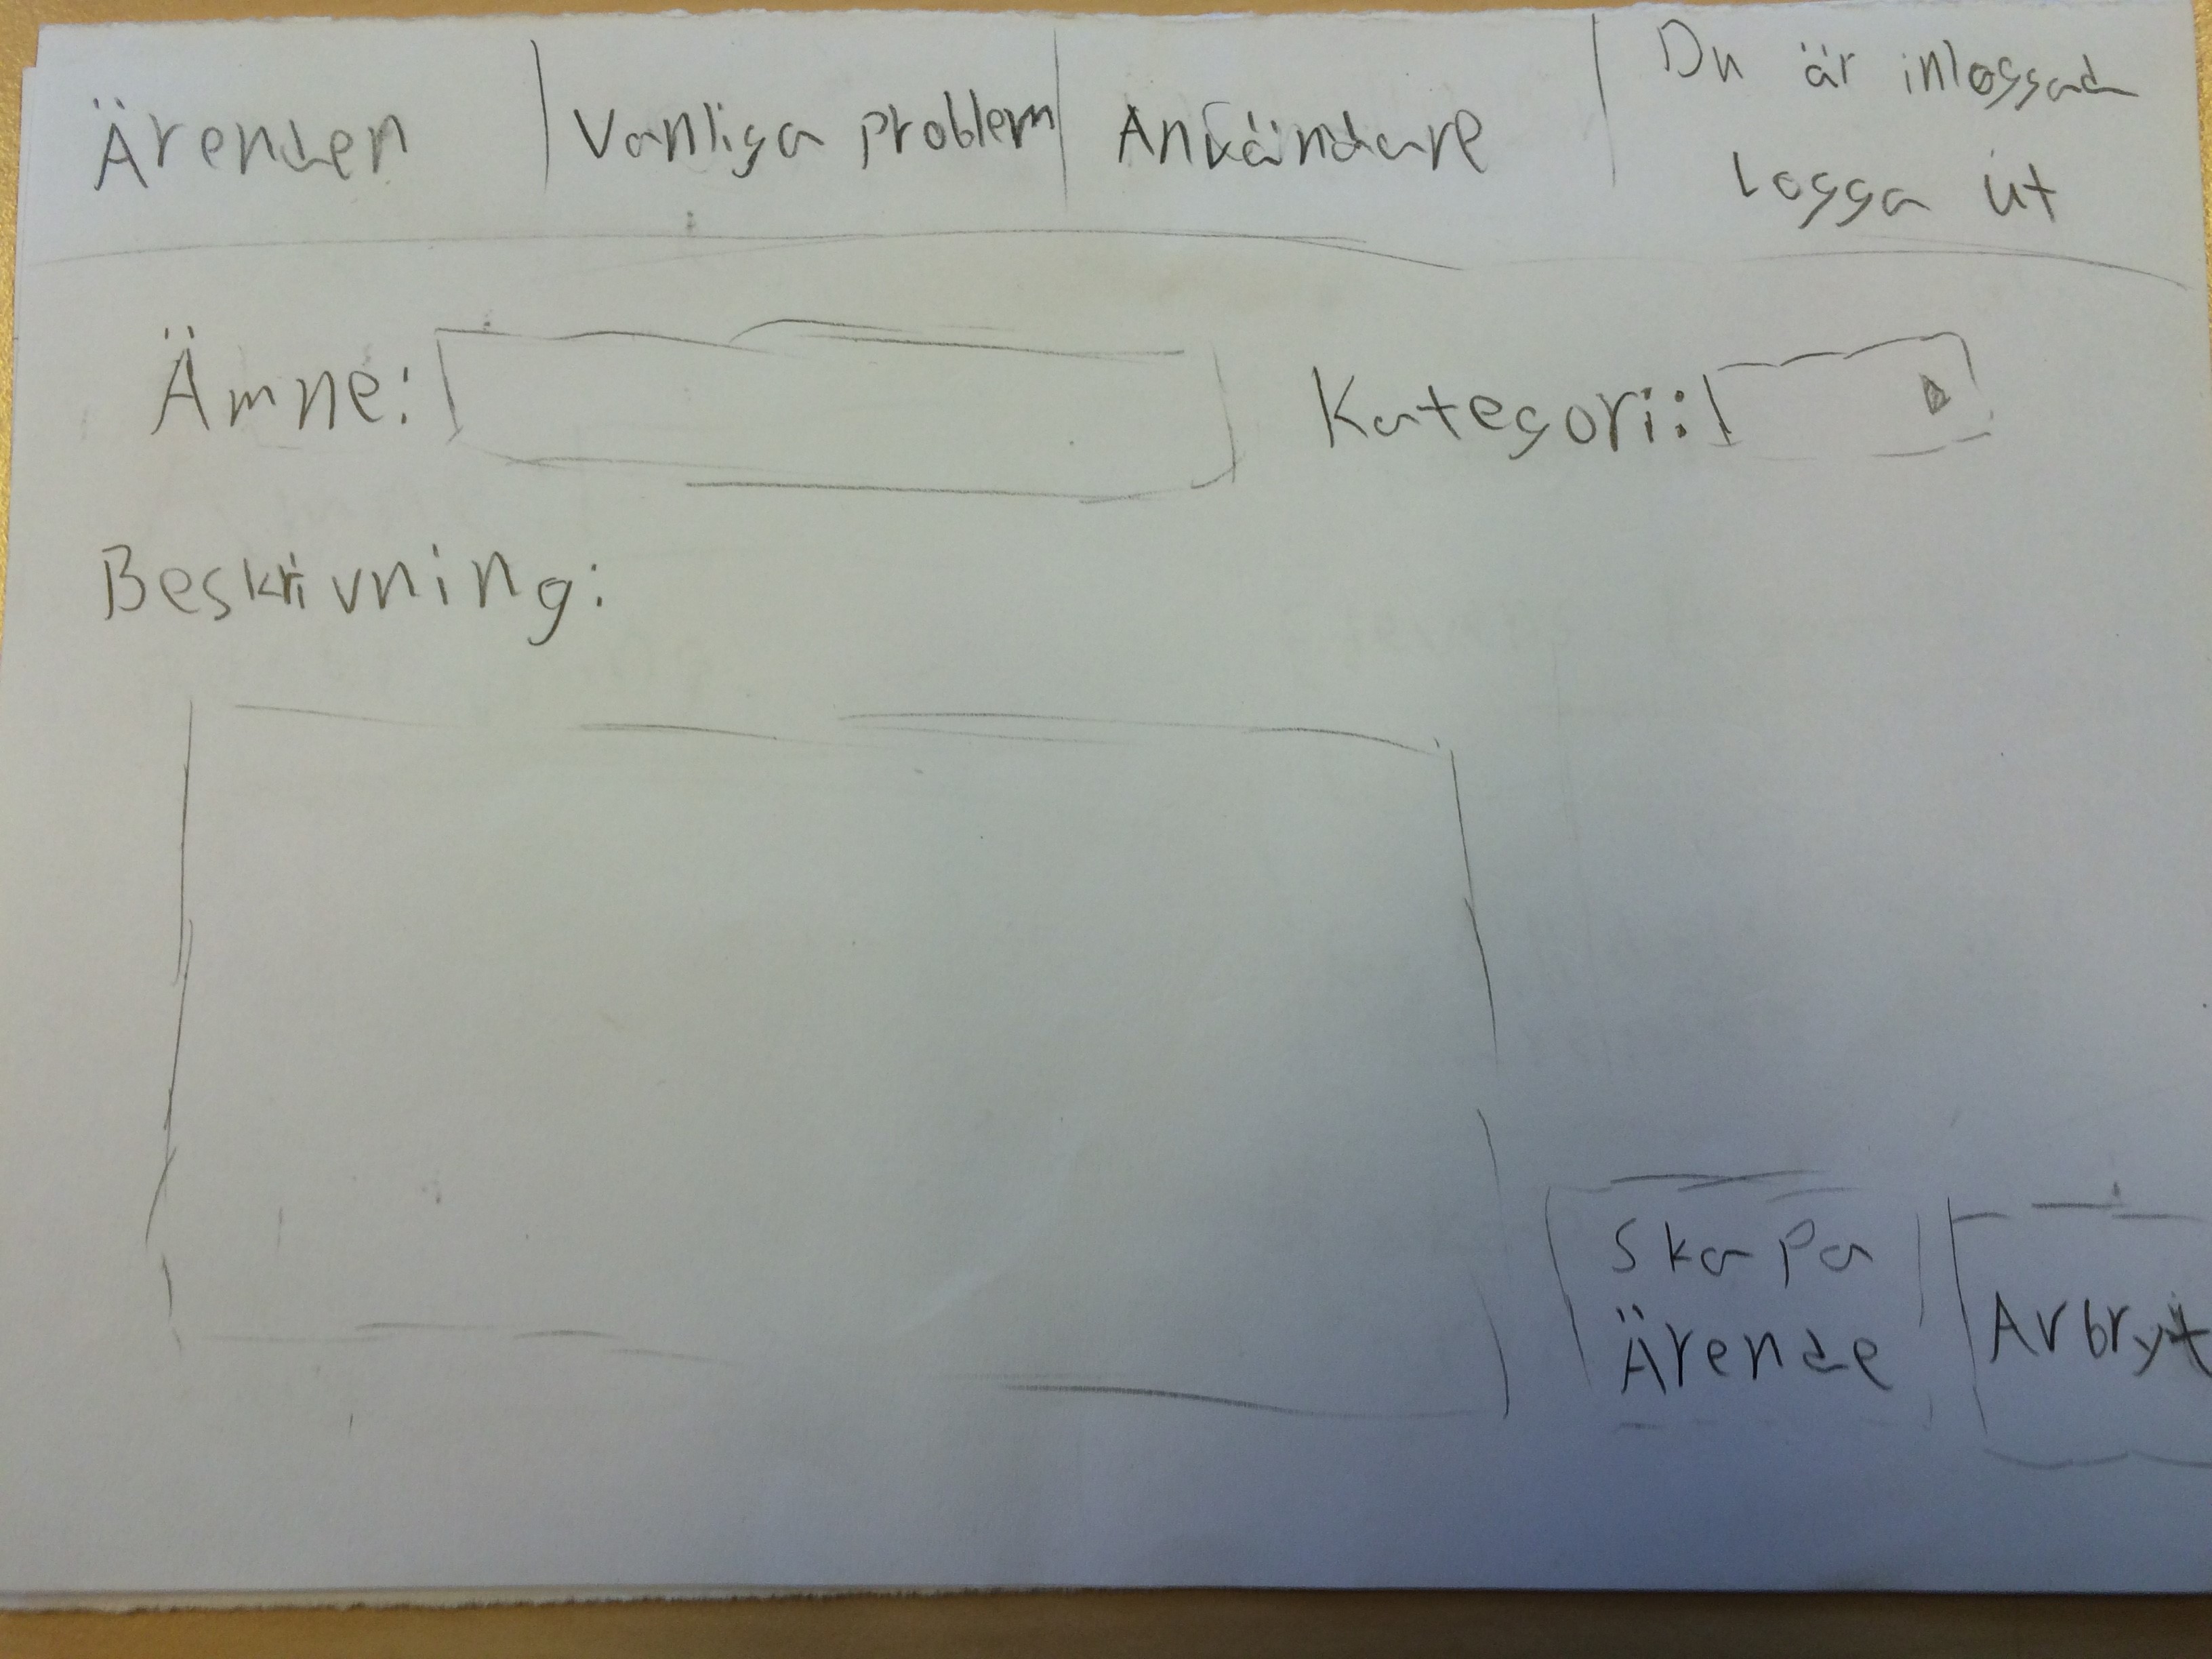 Ärenden | Vanliga problem | Användare | Du är inloggad
Logga ut
Ämne: Kategori:
Beskrivning:
Skapa
Ärende
Avbryt